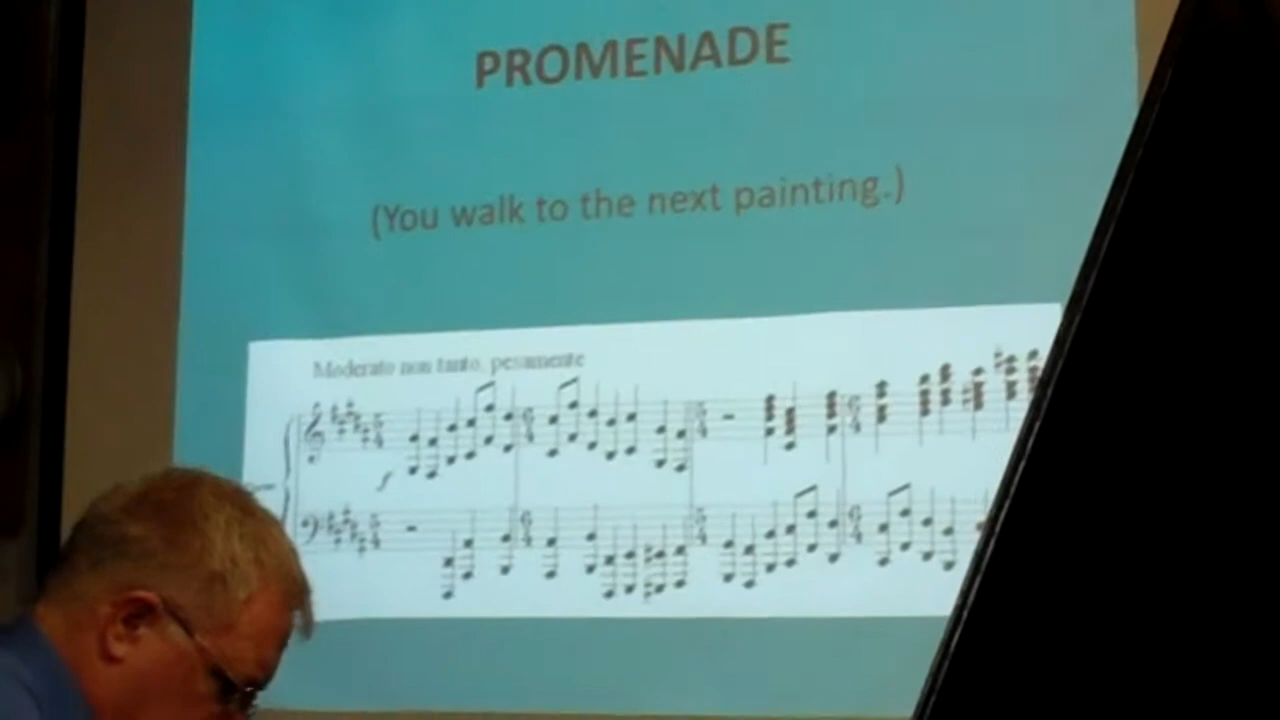 PROMENADE
(You walk to the next painting.)
Moderato non tanto, pesamente
f